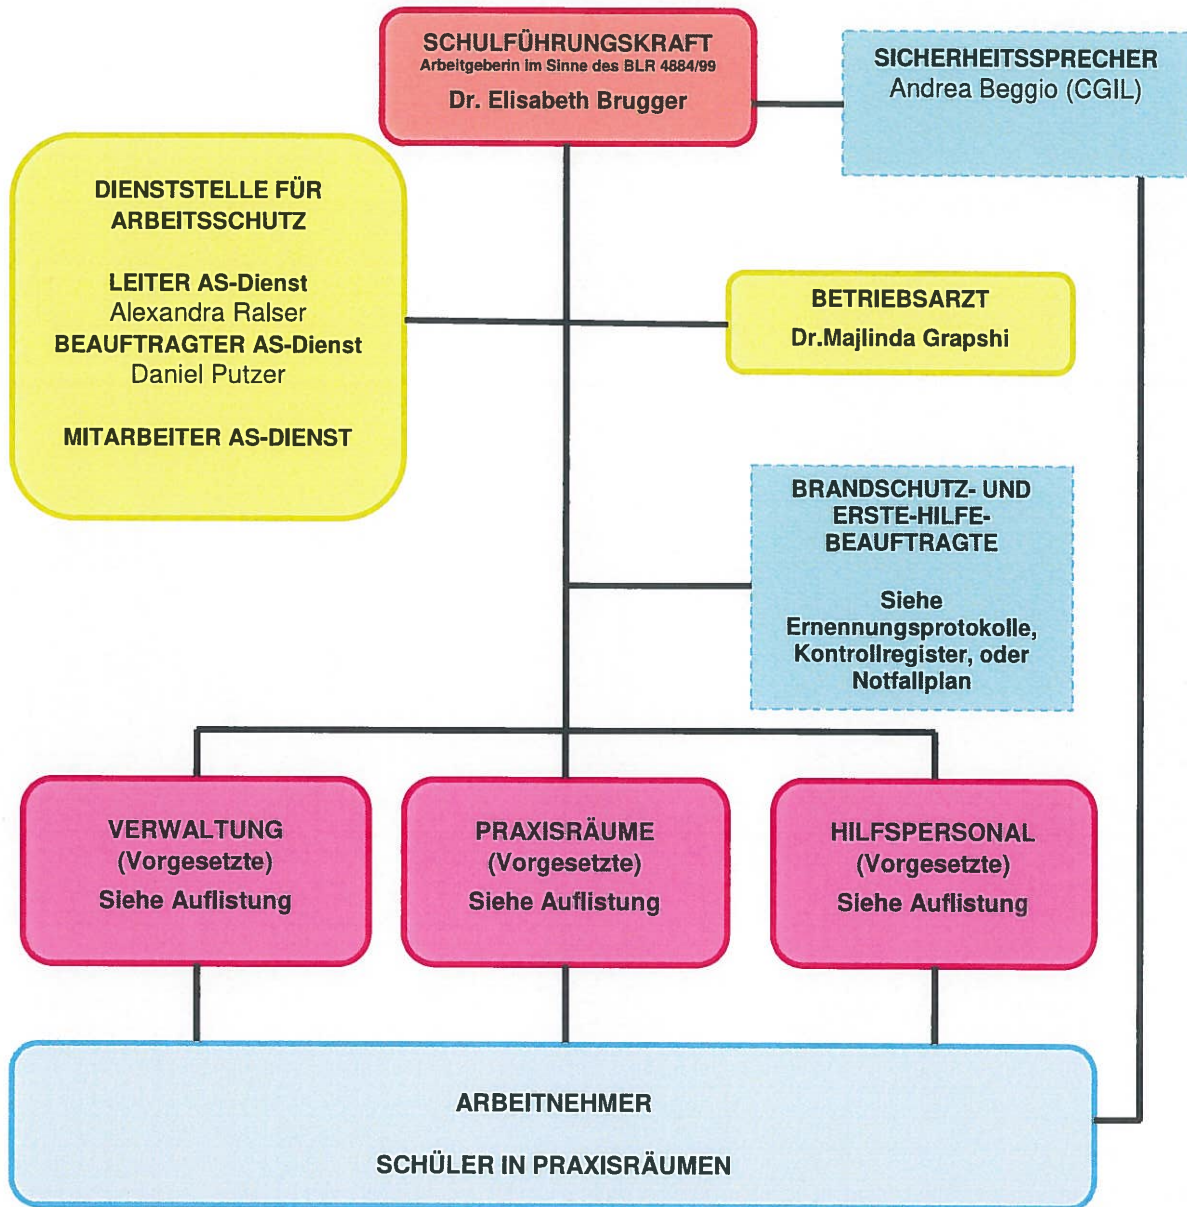 SCHULFÜHRUNGSKRAFT
Arbeitgeberin im Sinne des BLR 4884/99
Dr. Elisabeth Brugger
SICHERHEITSSPRECHER
Andrea Beggio (CGIL)
DIENSTSTELLE FÜR
ARBEITSSCHUTZ
LEITER AS-Dienst
Alexandra Ralser
BEAUFTRAGTER AS-Dienst
Daniel Putzer
MITARBEITER AS-DIENST
BETRIEBSARZT
Dr.Majlinda Grapshi
BRANDSCHUTZ- UND
ERSTE-HILFE-
BEAUFTRAGTE
Siehe
Ernennungsprotokolle,
Kontrollregister, oder
Notfallplan
VERWALTUNG
(Vorgesetzte)
Siehe Auflistung
PRAXISRÄUME
(Vorgesetzte)
Siehe Auflistung
HILFSPERSONAL
(Vorgesetzte)
Siehe Auflistung
ARBEITNEHMER
SCHÜLER IN PRAXISRÄUMEN